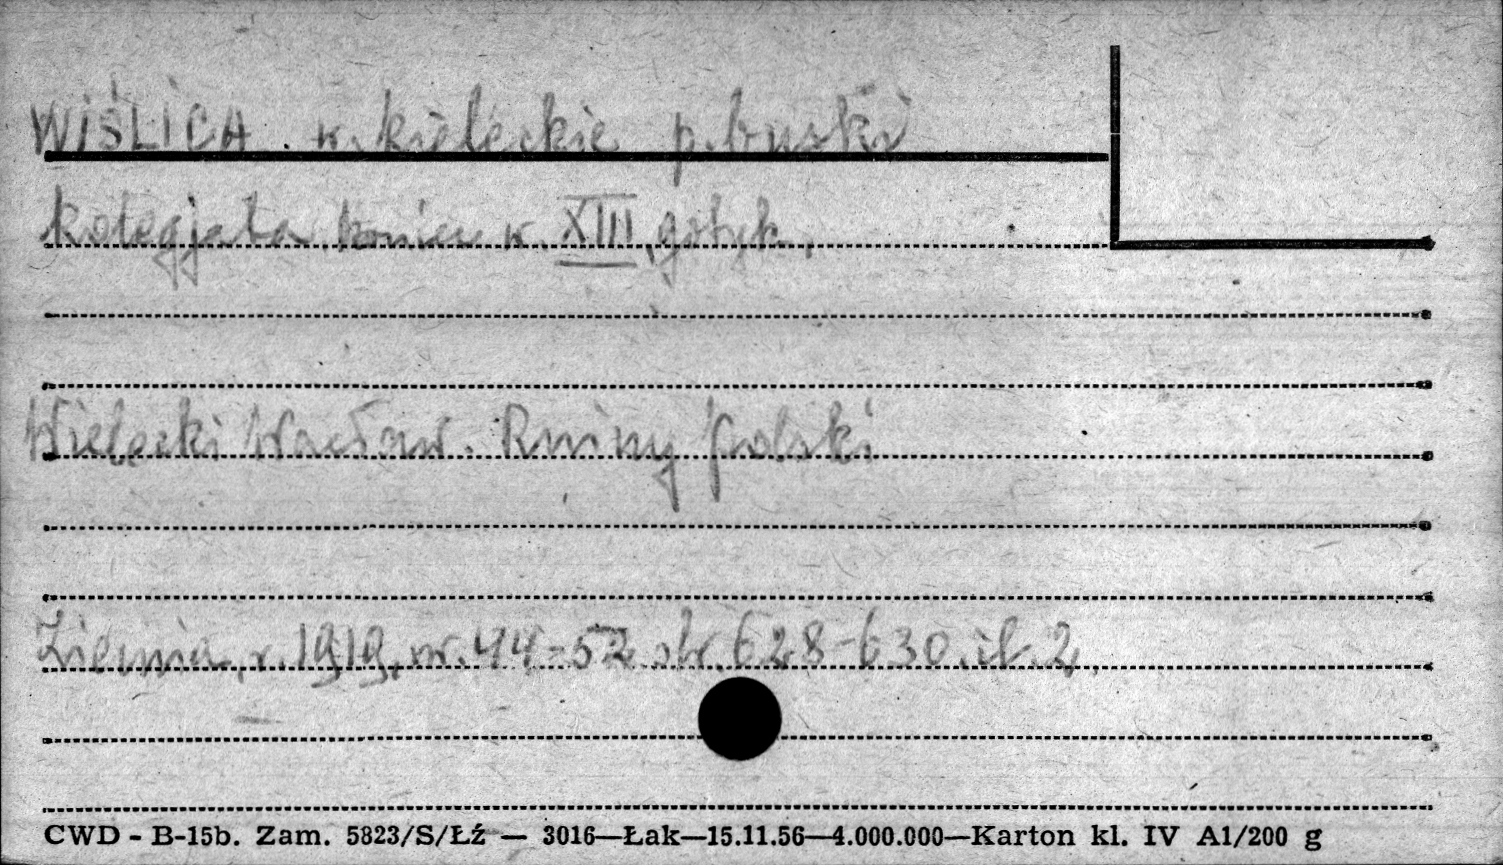 WIŚLICA . w. kieleckie p. buski
kolegjata, koniec w. XIII, gotyk.
Wielecki Wacław. Ruiny Polski
Ziemia, r. 1919, nr. 44-52 str. 628-630. il. 2.
CWD - B-15b. Zam. 5823/S/Łź — 3016—Łak—15.11.56—4.000.000—Karton kl. IV A1/200 g